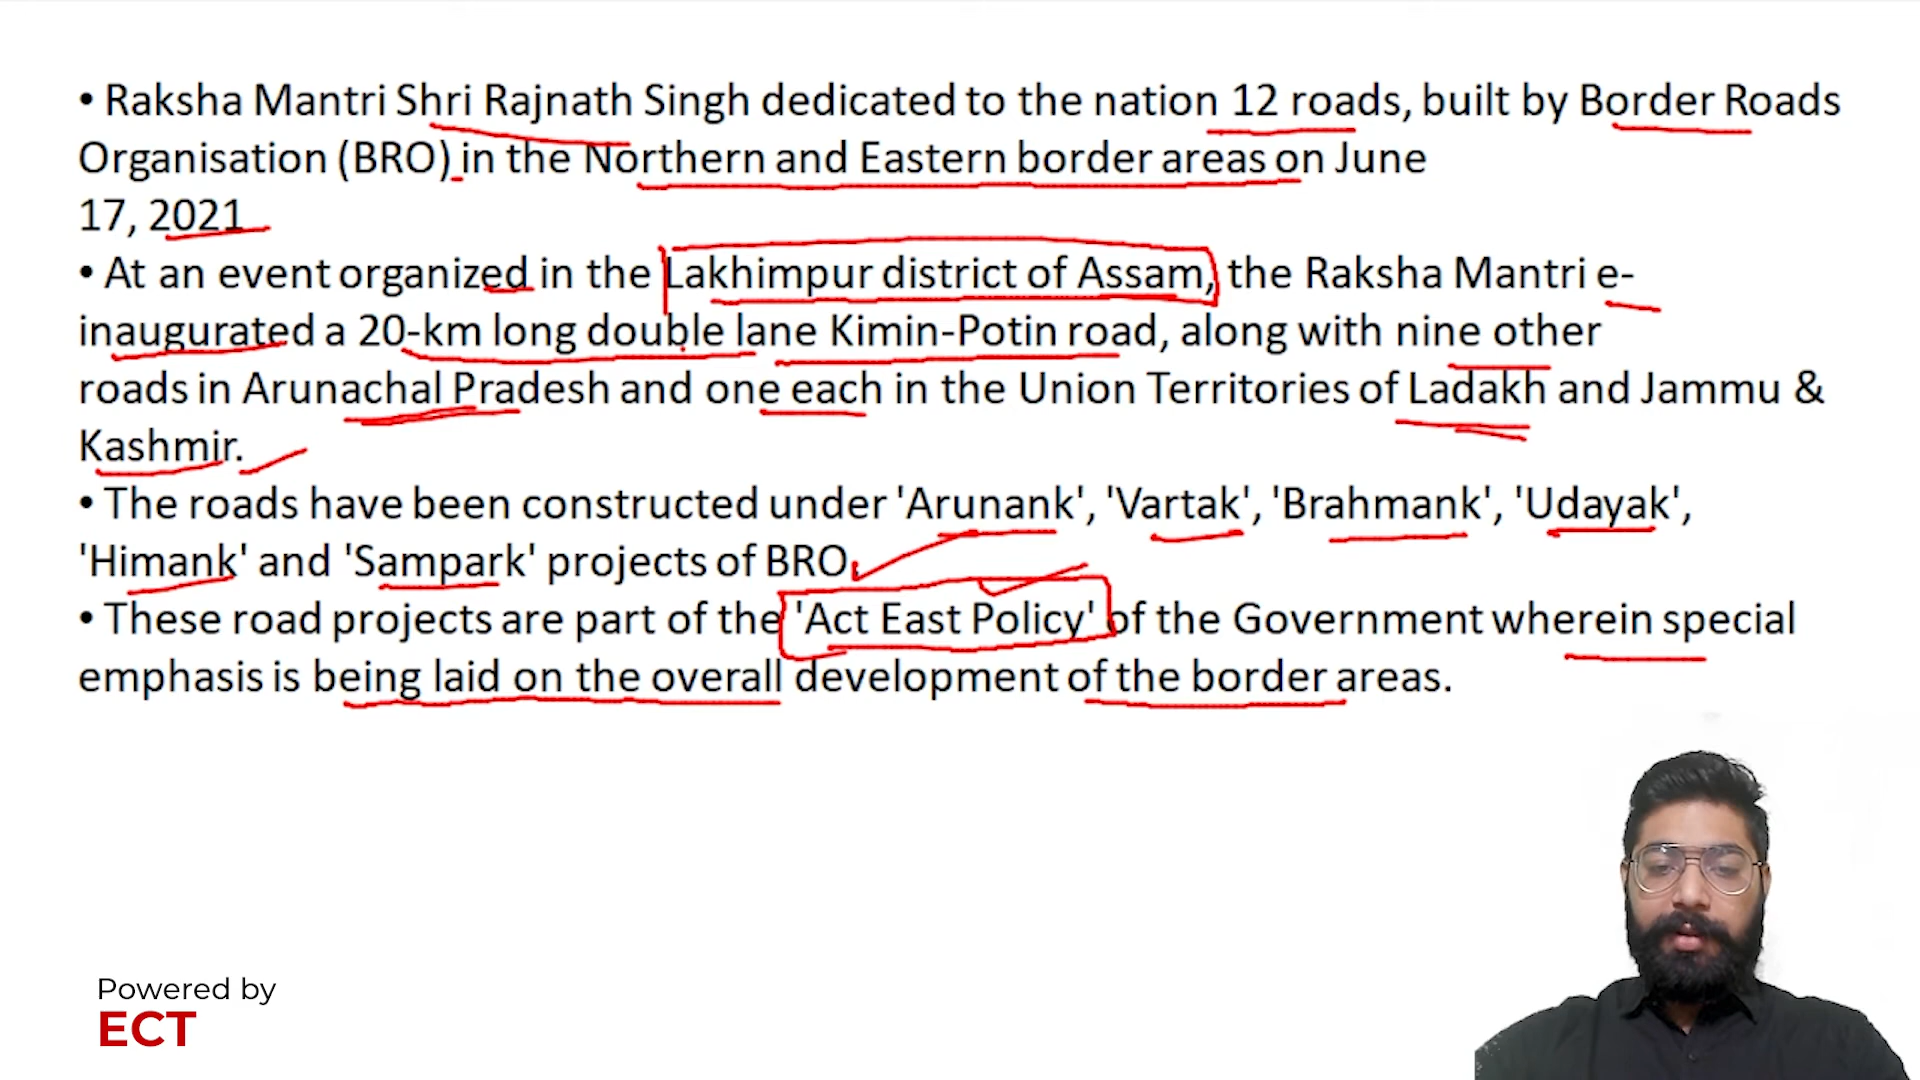 • Raksha Mantri Shri Rajnath Singh dedicated to the nation 12 roads, built by Border Roads
Organisation (BRO) in the Northern and Eastern border areas on June
17, 2021
• At an event organized in the Lakhimpur district of Assam, the Raksha Mantri e-
inaugurated a 20-km long double lane Kimin-Potin road, along with nine other
roads in Arunachal Pradesh and one each in the Union Territories of Ladakh and Jammu &
Kashmir.
• The roads have been constructed under 'Arunank', 'Vartak', 'Brahmank', 'Udayak',
'Himank' and 'Sampark' projects of BRO.
• These road projects are part of the 'Act East Policy' of the Government wherein special
emphasis is being laid on the overall development of the border areas.
Powered by
ECT